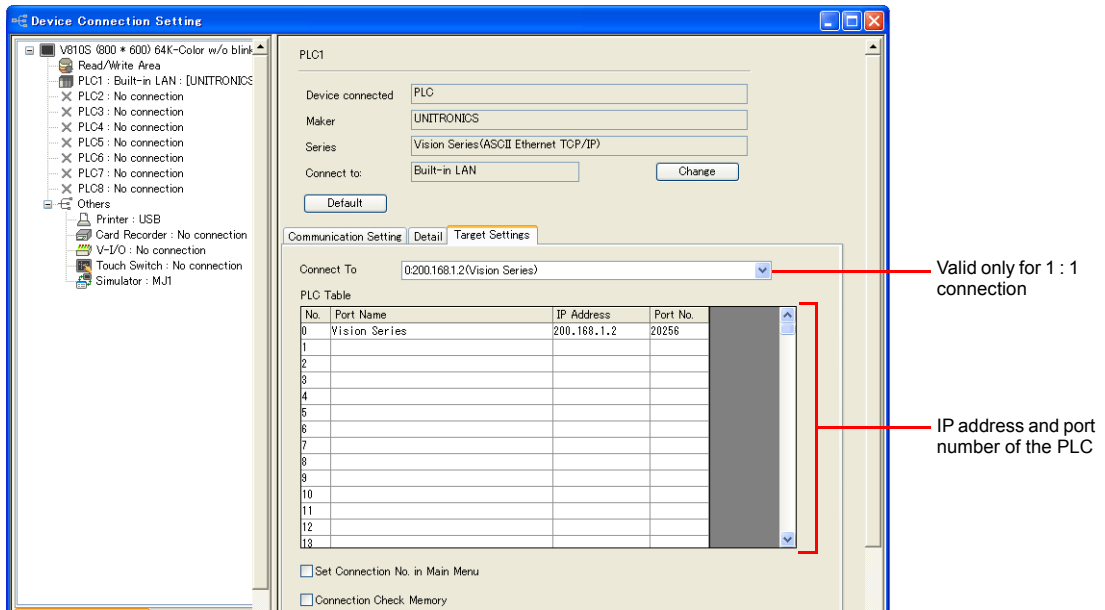 Device Connection Setting
V810S (800 * 600) 64K-Color w/o blink
Read/Write Area
PLC1 : Built-in LAN : [UNITRONICS
PLC2 : No connection
PLC3 : No connection
PLC4 : No connection
PLC5 : No connection
PLC6 : No connection
PLC7 : No connection
PLC8 : No connection
Others
Printer : USB
Card Recorder : No connection
V-I/O : No connection
Touch Switch : No connection
Simulator : MJ1
PLC1
Device connected PLC
Maker UNITRONICS
Series Vision Series(ASCII Ethernet TCP/IP)
Connect to: Built-in LAN Change
Default
Communication Setting Detail Target Settings
Connect To 0:200.168.1.2(Vision Series)
PLC Table
No. Port Name IP Address Port No.
0 Vision Series 200.168.1.2 20256
1
2
3
4
5
6
7
8
9
10
11
12
13
Set Connection No. in Main Menu
Connection Check Memory
Valid only for 1 : 1
connection
IP address and port
number of the PLC